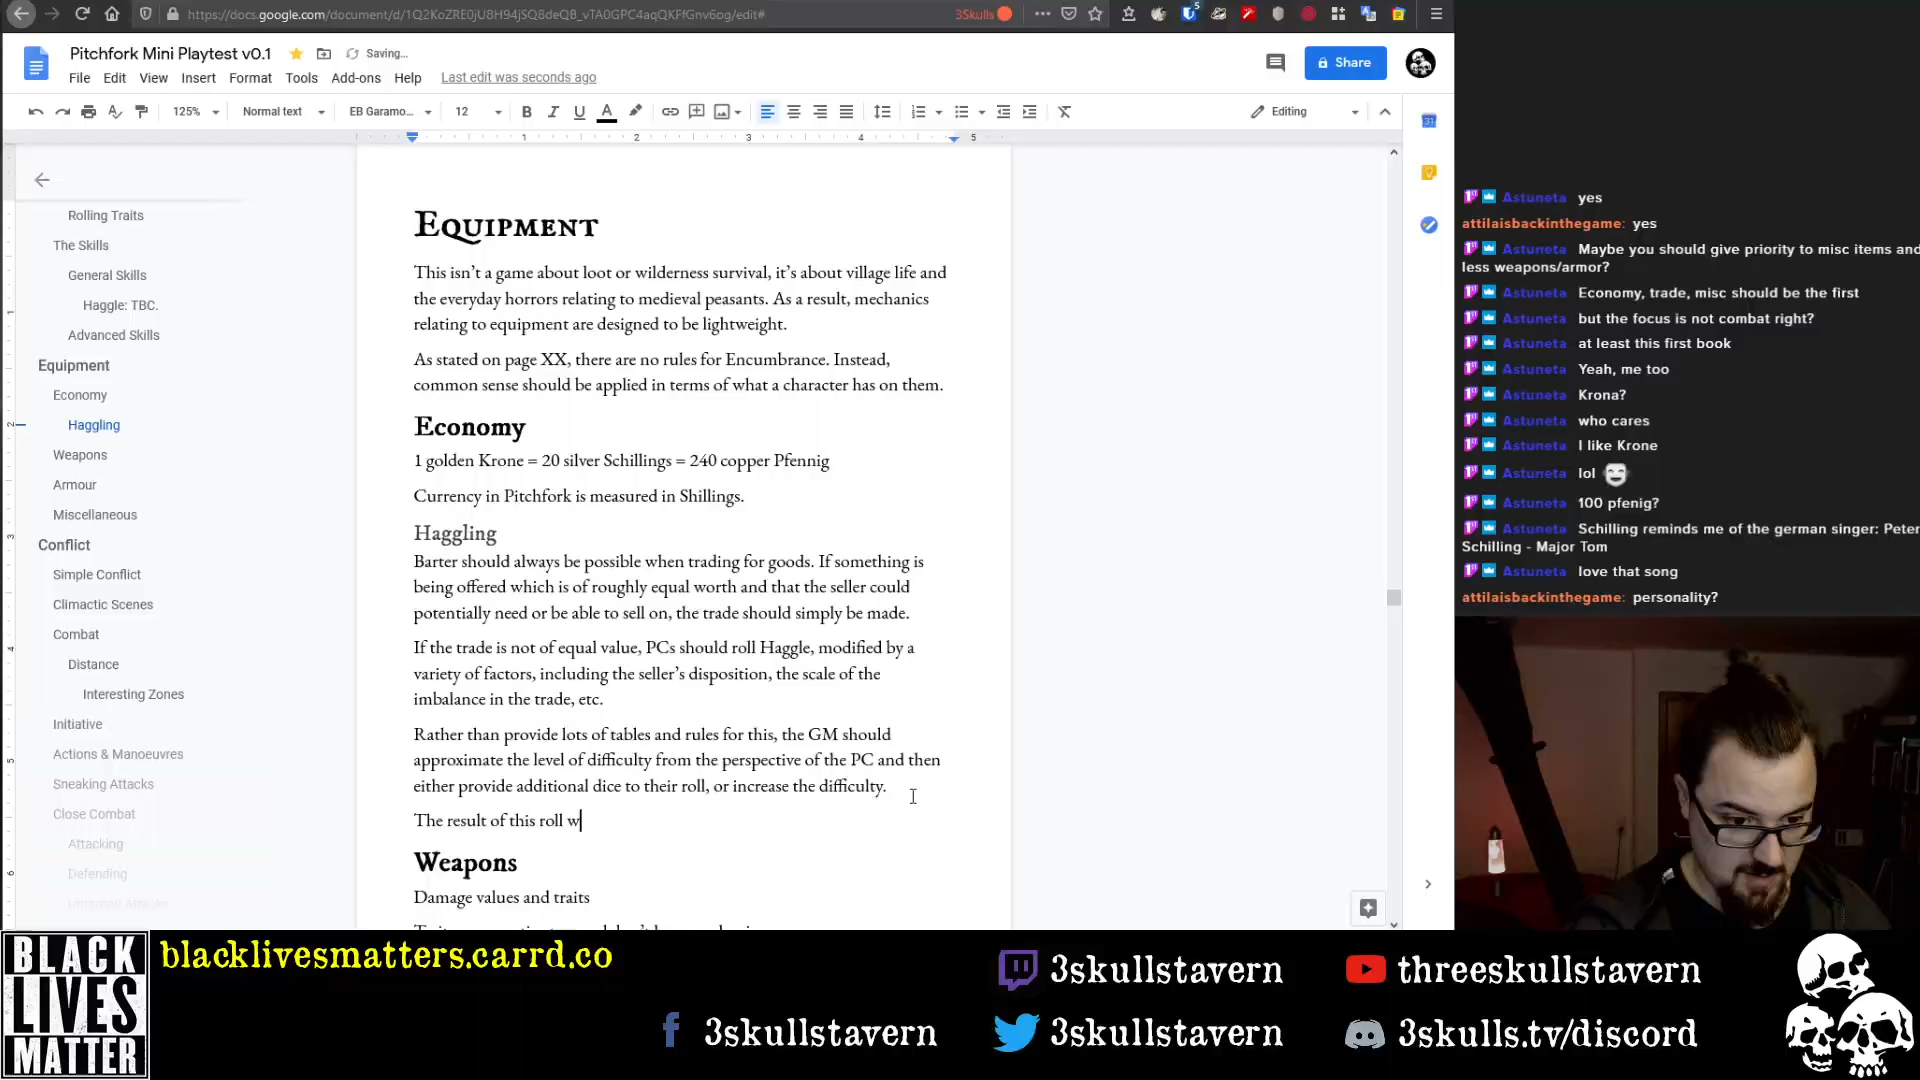 https://docs.google.com/document/d/1Q2KoZRE0jU8H94jSQ8deQB_vTA0GPC4aqQKFfGnv6og/edit#
3Skulls
5
Pitchfork Mini Playtest v0.1
Saving...
File Edit View Insert Format Tools Add-ons Help Last edit was seconds ago
Share
125% Normal text EB Garamo... 12 B I U A Editing
1 2 3 4 5
Rolling Traits
The Skills
General Skills
Haggle: TBC.
Advanced Skills
Equipment
Economy
Haggling
Weapons
Armour
Miscellaneous
Conflict
Simple Conflict
Climactic Scenes
Combat
Distance
Interesting Zones
Initiative
Actions & Manoeuvres
Sneaking Attacks
Close Combat
Attacking
Defending
Equipment
This isn't a game about loot or wilderness survival, it's about village life and
the everyday horrors relating to medieval peasants. As a result, mechanics
relating to equipment are designed to be lightweight.
As stated on page XX, there are no rules for Encumbrance. Instead,
common sense should be applied in terms of what a character has on them.
Economy
1 golden Krone = 20 silver Schillings = 240 copper Pfennig
Currency in Pitchfork is measured in Shillings.
Haggling
Barter should always be possible when trading for goods. If something is
being offered which is of roughly equal worth and that the seller could
potentially need or be able to sell on, the trade should simply be made.
If the trade is not of equal value, PCs should roll Haggle, modified by a
variety of factors, including the seller's disposition, the scale of the
imbalance in the trade, etc.
Rather than provide lots of tables and rules for this, the GM should
approximate the level of difficulty from the perspective of the PC and then
either provide additional dice to their roll, or increase the difficulty.
The result of this roll w
Weapons
Damage values and traits
Astuneta yes
attilaisbackinthegame: yes
Astuneta Maybe you should give priority to misc items and
less weapons/armor?
Astuneta Economy, trade, misc should be the first
Astuneta but the focus is not combat right?
Astuneta at least this first book
Astuneta Yeah, me too
Astuneta Krona?
Astuneta who cares
Astuneta I like Krone
Astuneta lol
Astuneta 100 pfenig?
Astuneta Schilling reminds me of the german singer: Peter
Schilling - Major Tom
Astuneta love that song
attilaisbackinthegame: personality?
BLACK
LIVES
MATTER
blacklivesmatters.carrd.co
3skullstavern
threeskullstavern
3skullstavern
3skullstavern
3skulls.tv/discord